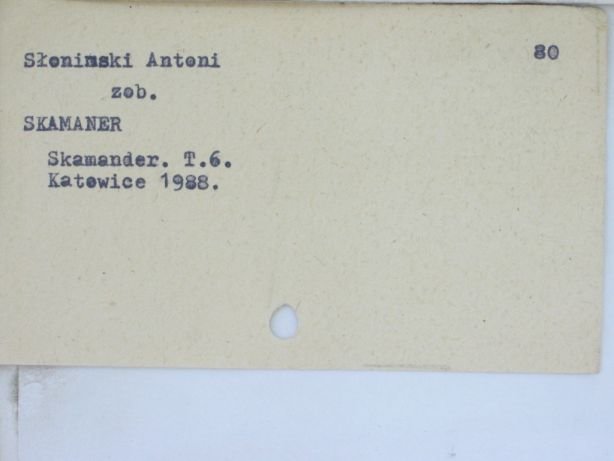 Słonimski Antoni 80
zob.
SKAMANER
Skamander. T.6.
Katowice 1988.